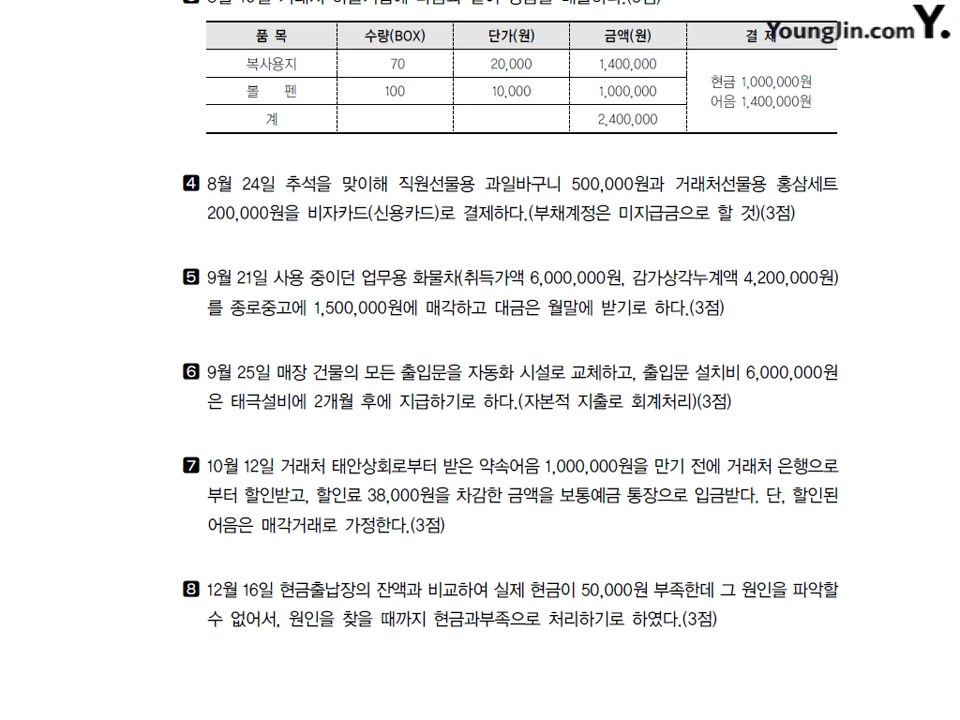 YoungJin.com Y.
품 목 수량(BOX) 단가(원) 금액(원) 결 제
복사용지 70 20,000 1,400,000 현금 1,000,000원
볼 펜 100 10,000 1,000,000 어음 1,400,000원
계 2,400,000
4 8월 24일 추석을 맞이해 직원선물용 과일바구니 500,000원과 거래처선물용 홍삼세트
200,000원을 비자카드(신용카드)로 결제하다.(부채계정은 미지급금으로 할 것)(3점)
5 9월 21일 사용 중이던 업무용 화물차(취득가액 6,000,000원, 감가상각누계액 4,200,000원)
를 종로중고에 1,500,000원에 매각하고 대금은 월말에 받기로 하다.(3점)
6 9월 25일 매장 건물의 모든 출입문을 자동화 시설로 교체하고, 출입문 설치비 6,000,000원
은 태극설비에 2개월 후에 지급하기로 하다.(자본적 지출로 회계처리)(3점)
7 10월 12일 거래처 태안상회로부터 받은 약속어음 1,000,000원을 만기 전에 거래처 은행으로
부터 할인받고, 할인료 38,000원을 차감한 금액을 보통예금 통장으로 입금받다. 단, 할인된
어음은 매각거래로 가정한다.(3점)
8 12월 16일 현금출납장의 잔액과 비교하여 실제 현금이 50,000원 부족한데 그 원인을 파악할
수 없어서, 원인을 찾을 때까지 현금과부족으로 처리하기로 하였다.(3점)